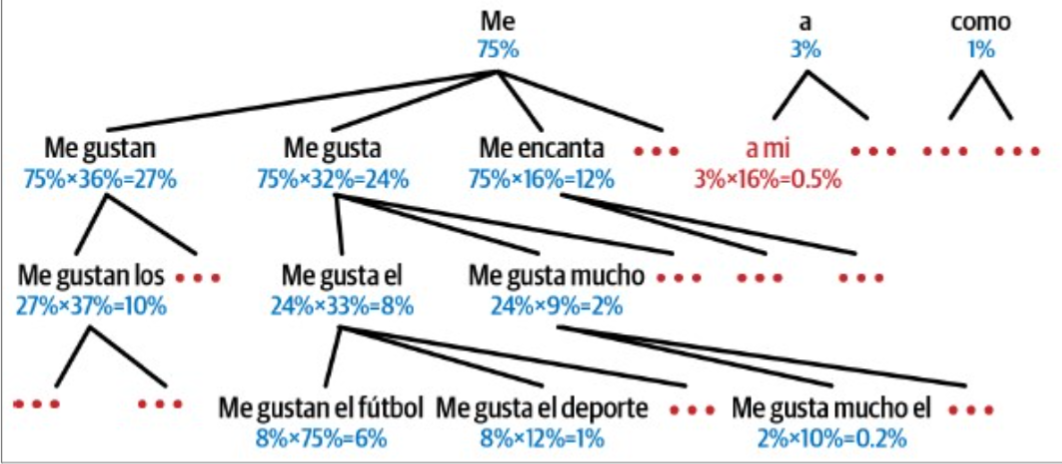 Me a como
75% 3% 1%
Me gustan Me gusta Me encanta ••• a mi ••• ••• •••
75%×36%=27% 75%×32%=24% 75%×16%=12% 3%×16%=0.5%
Me gustan los ••• Me gusta el Me gusta mucho ••• ••• •••
27%×37%=10% 24%×33%=8% 24%×9%=2%
••• ••• Me gustan el fútbol Me gusta el deporte ••• Me gusta mucho el •••
8%×75%=6% 8%×12%=1% 2%×10%=0.2%